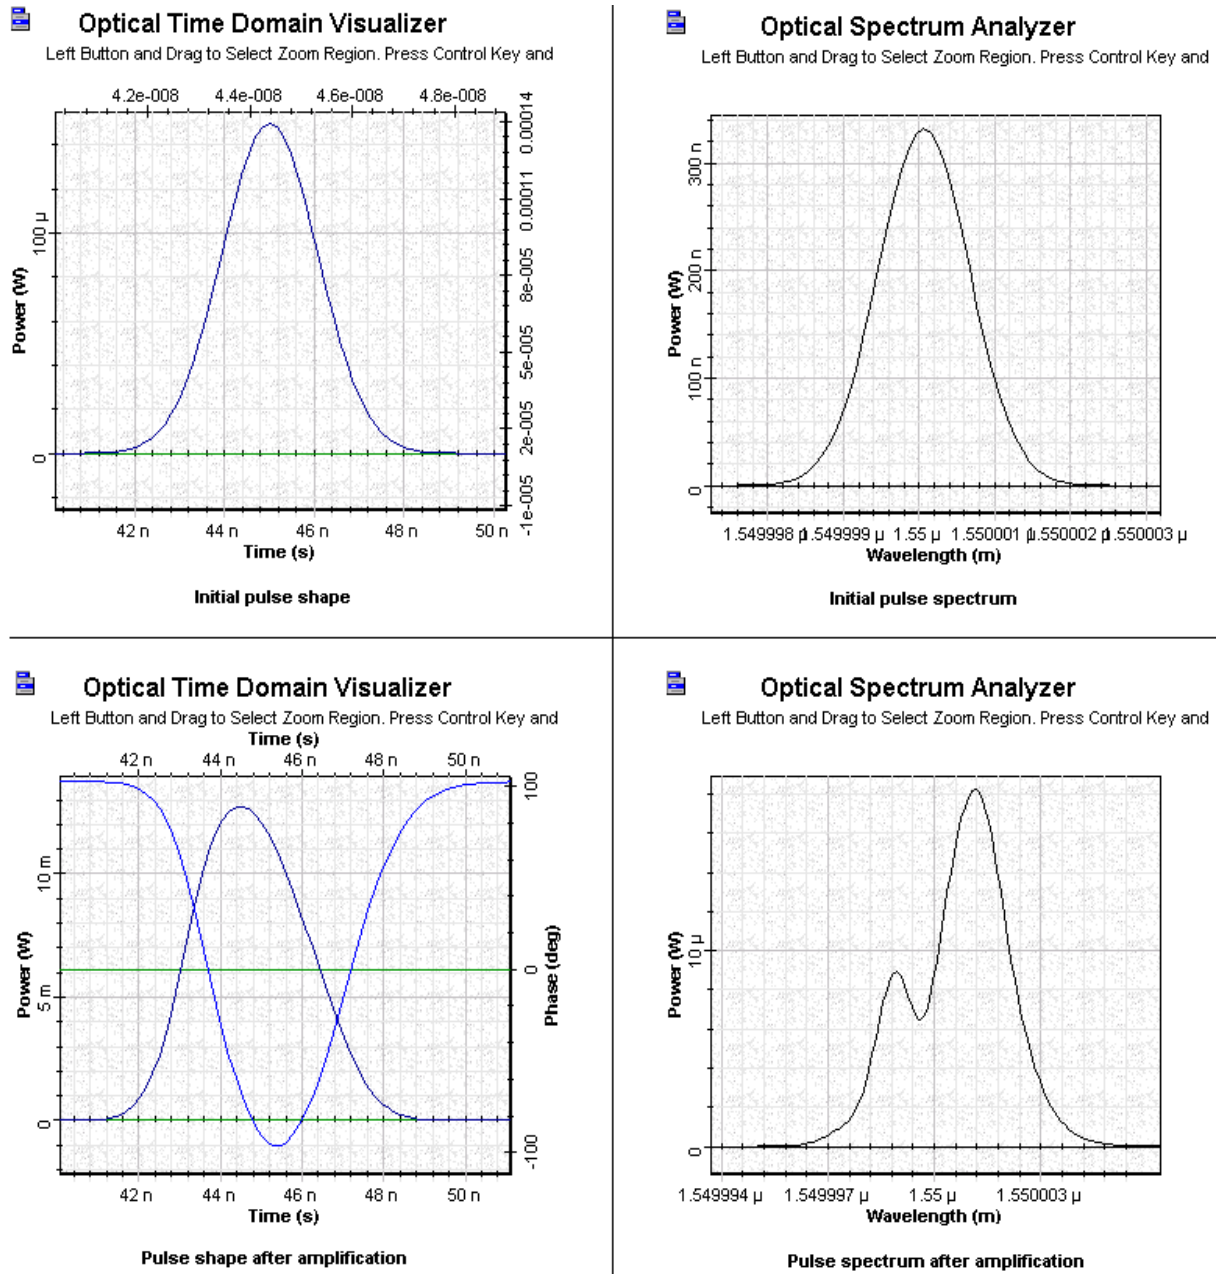 Optical Time Domain Visualizer
Left Button and Drag to Select Zoom Region. Press Control Key and
4.2e-008 4.4e-008 4.6e-008 4.8e-008
Power (W)
0 100 µ
-1e-005 2e-005 5e-005 8e-005 0.00011 0.00014
42 n 44 n 46 n 48 n 50 n
Time (s)
Initial pulse shape
Optical Spectrum Analyzer
Left Button and Drag to Select Zoom Region. Press Control Key and
Power (W)
0 100 n 200 n 300 n
1.549998 µ 1.549999 µ 1.55 µ 1.550001 µ 1.550002 µ 1.550003 µ
Wavelength (m)
Initial pulse spectrum
Optical Time Domain Visualizer
Left Button and Drag to Select Zoom Region. Press Control Key and
Time (s)
42 n 44 n 46 n 48 n 50 n
Power (W)
0 5 m 10 m
-100 0 100
Phase (deg)
42 n 44 n 46 n 48 n 50 n
Time (s)
Pulse shape after amplification
Optical Spectrum Analyzer
Left Button and Drag to Select Zoom Region. Press Control Key and
Power (W)
0 10 µ
1.549994 µ 1.549997 µ 1.55 µ 1.550003 µ
Wavelength (m)
Pulse spectrum after amplification